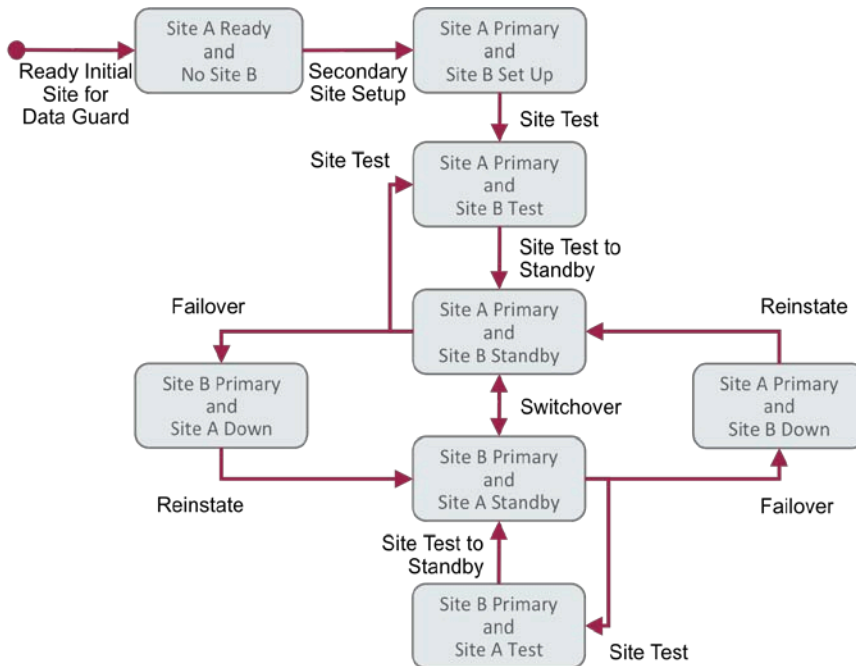 Site A Ready
and
No Site B
Ready Initial
Site for
Data Guard
Secondary
Site Setup
Site A Primary
and
Site B Set Up
Site Test
Site A Primary
and
Site B Test
Site Test
Site Test to
Standby
Site A Primary
and
Site B Standby
Failover
Reinstate
Site B Primary
and
Site A Down
Switchover
Site A Primary
and
Site B Down
Site B Primary
and
Site A Standby
Reinstate
Failover
Site Test to
Standby
Site B Primary
and
Site A Test
Site Test